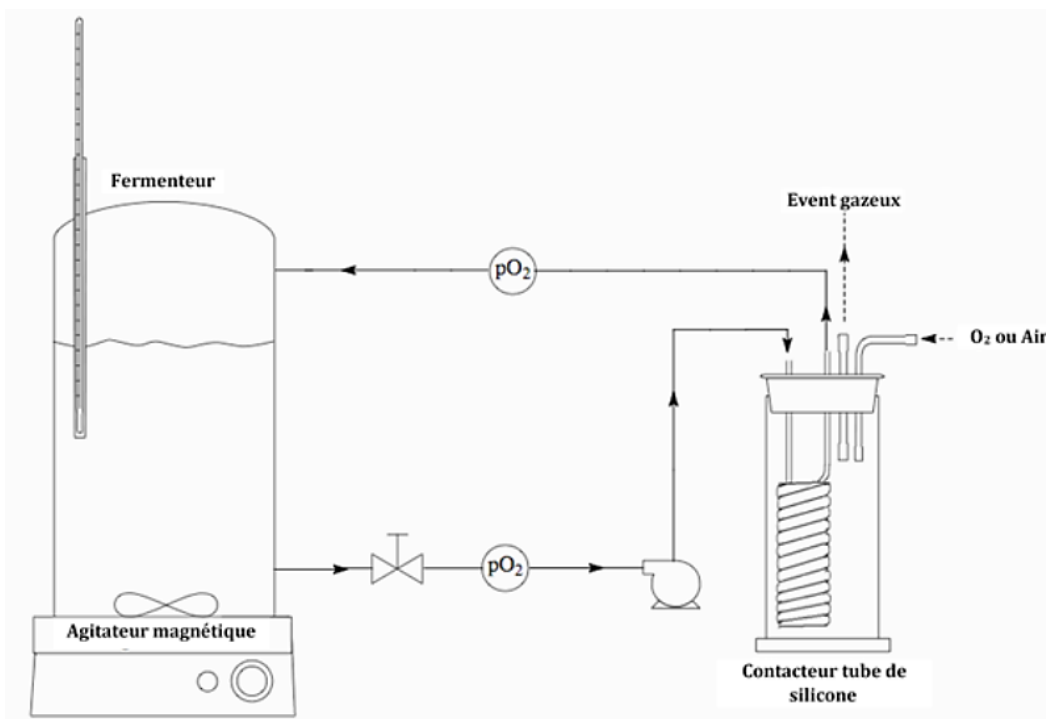 Fermenteur
Event gazeux
pO₂
O₂ ou Air
pO₂
Agitateur magnétique
Contacteur tube de
silicone